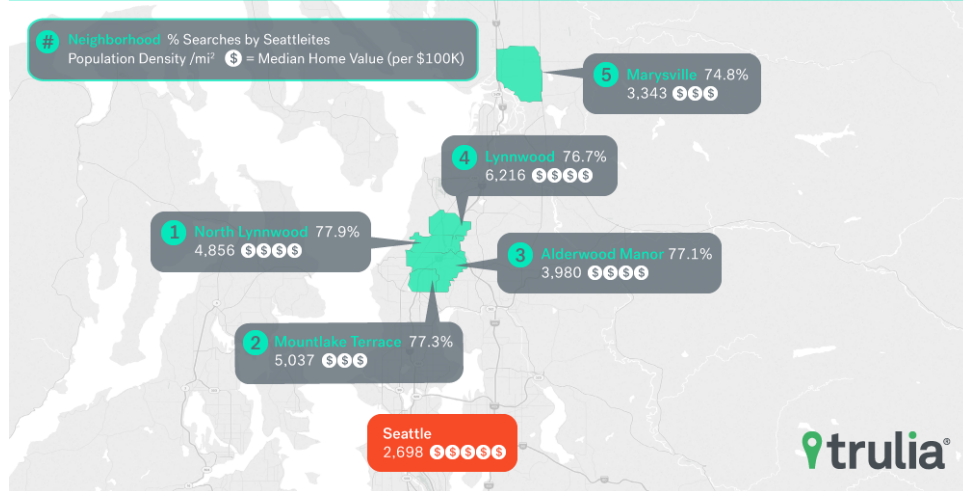 # Neighborhood % Searches by Seattleites
Population Density /mi² $ = Median Home Value (per $100K)
5 Marysville 74.8%
3,343 $ $ $
4 Lynnwood 76.7%
6,216 $ $ $ $
1 North Lynnwood 77.9%
4,856 $ $ $ $
3 Alderwood Manor 77.1%
3,980 $ $ $ $
2 Mountlake Terrace 77.3%
5,037 $ $ $
Seattle
2,698 $ $ $ $ $
trulia®